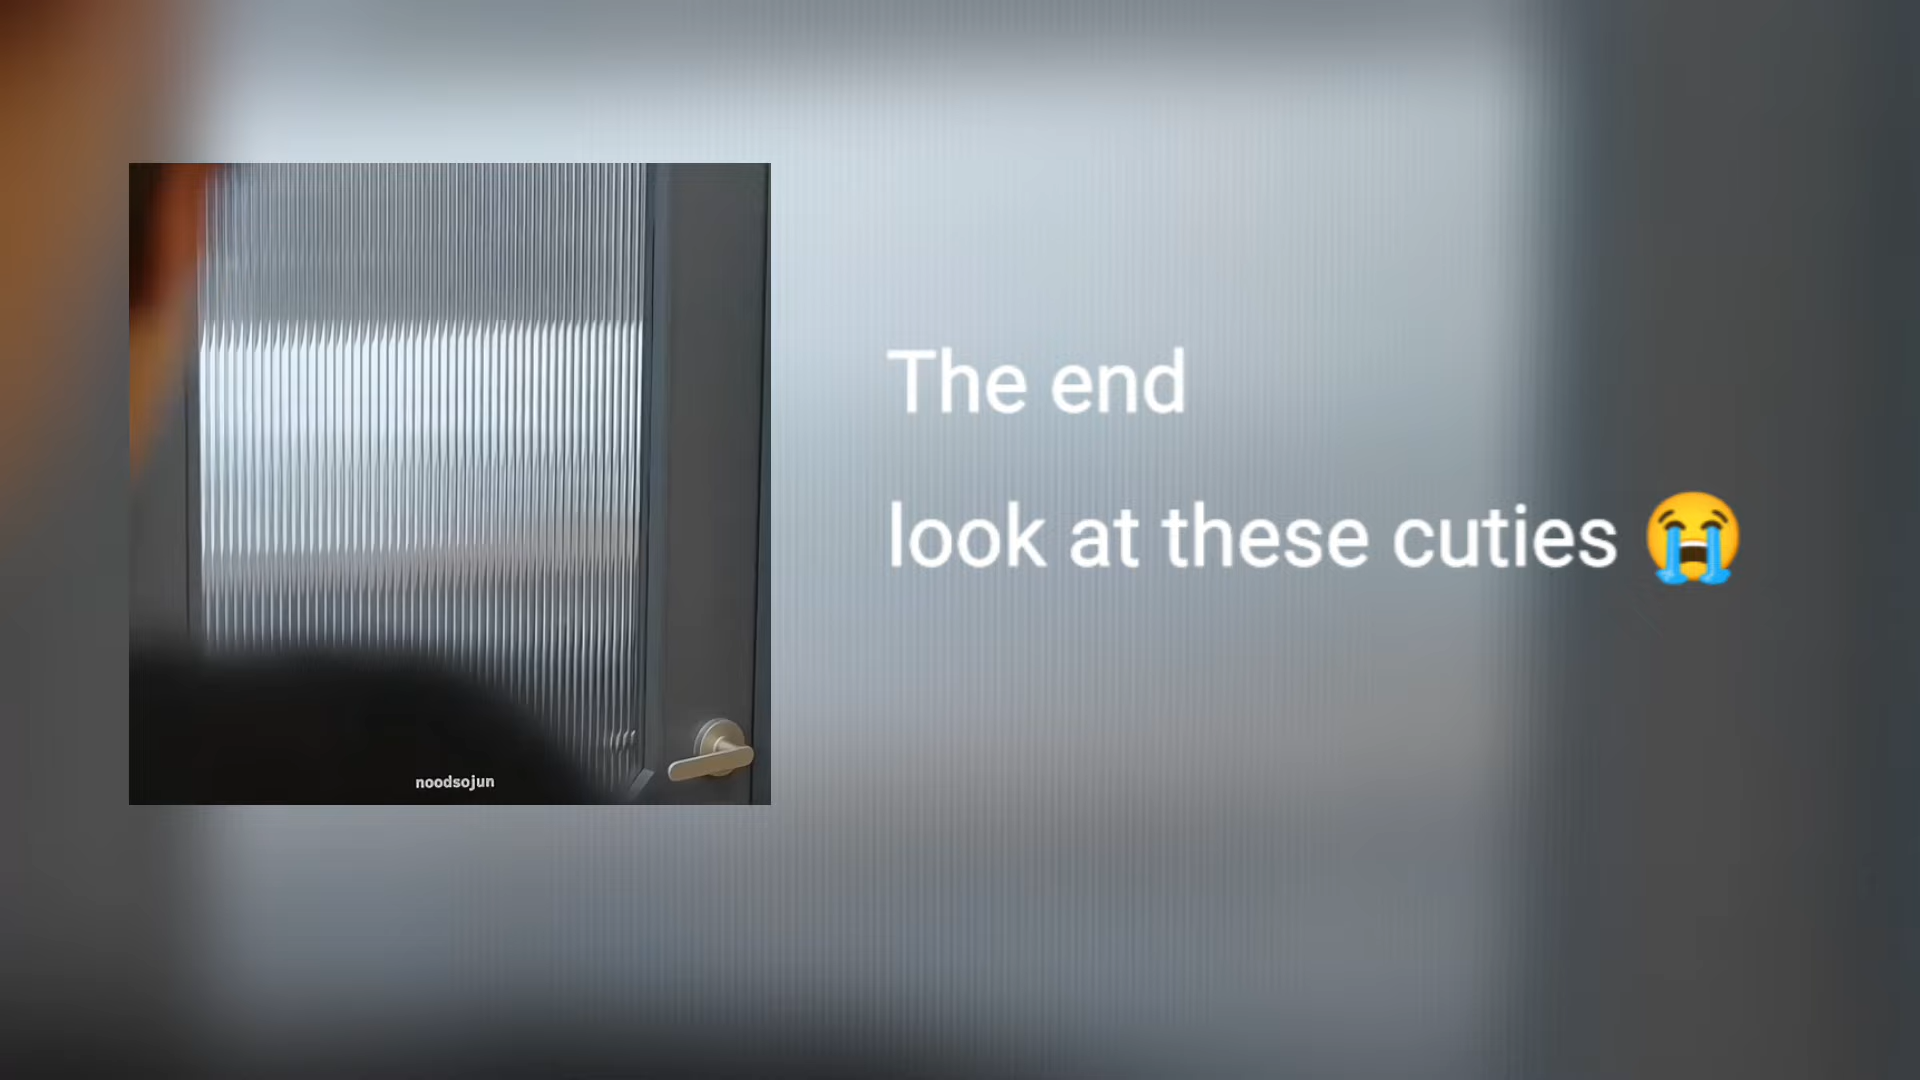 The end
look at these cuties 😭
noodsojun